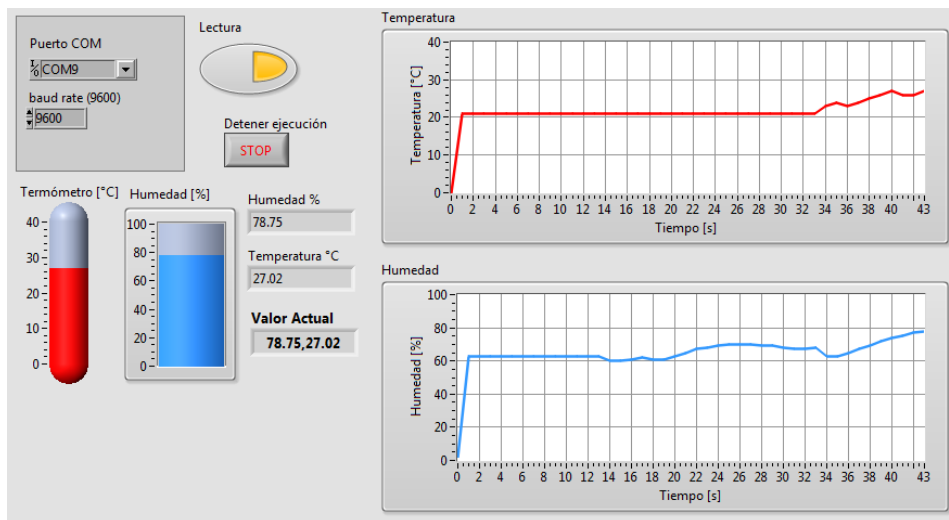 Puerto COM
I/O COM9
baud rate (9600)
9600
Lectura
Detener ejecución
STOP
Termómetro [°C]
40
30
20
10
0
Humedad [%]
100
80
60
40
20
0
Humedad %
78.75
Temperatura °C
27.02
Valor Actual
78.75,27.02
Temperatura
Temperatura [°C]
40
30
20
10
0
0 2 4 6 8 10 12 14 16 18 20 22 24 26 28 30 32 34 36 38 40 43
Tiempo [s]
Humedad
Humedad [%]
100
80
60
40
20
0
0 2 4 6 8 10 12 14 16 18 20 22 24 26 28 30 32 34 36 38 40 43
Tiempo [s]